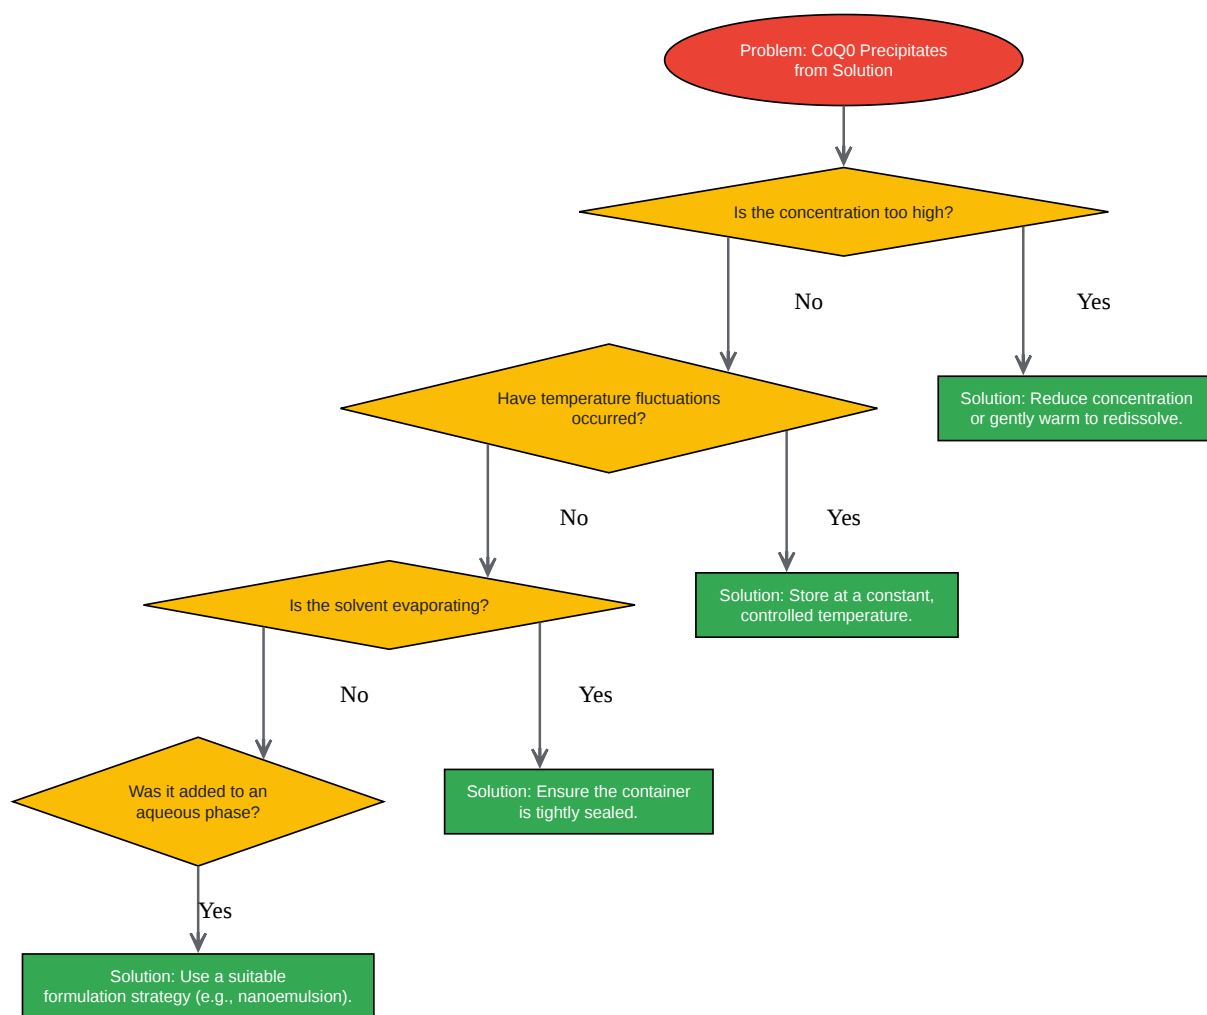 Problem: CoQ0 Precipitates
from Solution
Is the concentration too high?
No
Yes
Have temperature fluctuations
occurred?
Solution: Reduce concentration
or gently warm to redissolve.
No
Yes
Is the solvent evaporating?
Solution: Store at a constant,
controlled temperature.
No
Yes
Was it added to an
aqueous phase?
Solution: Ensure the container
is tightly sealed.
Yes
Solution: Use a suitable
formulation strategy (e.g., nanoemulsion).